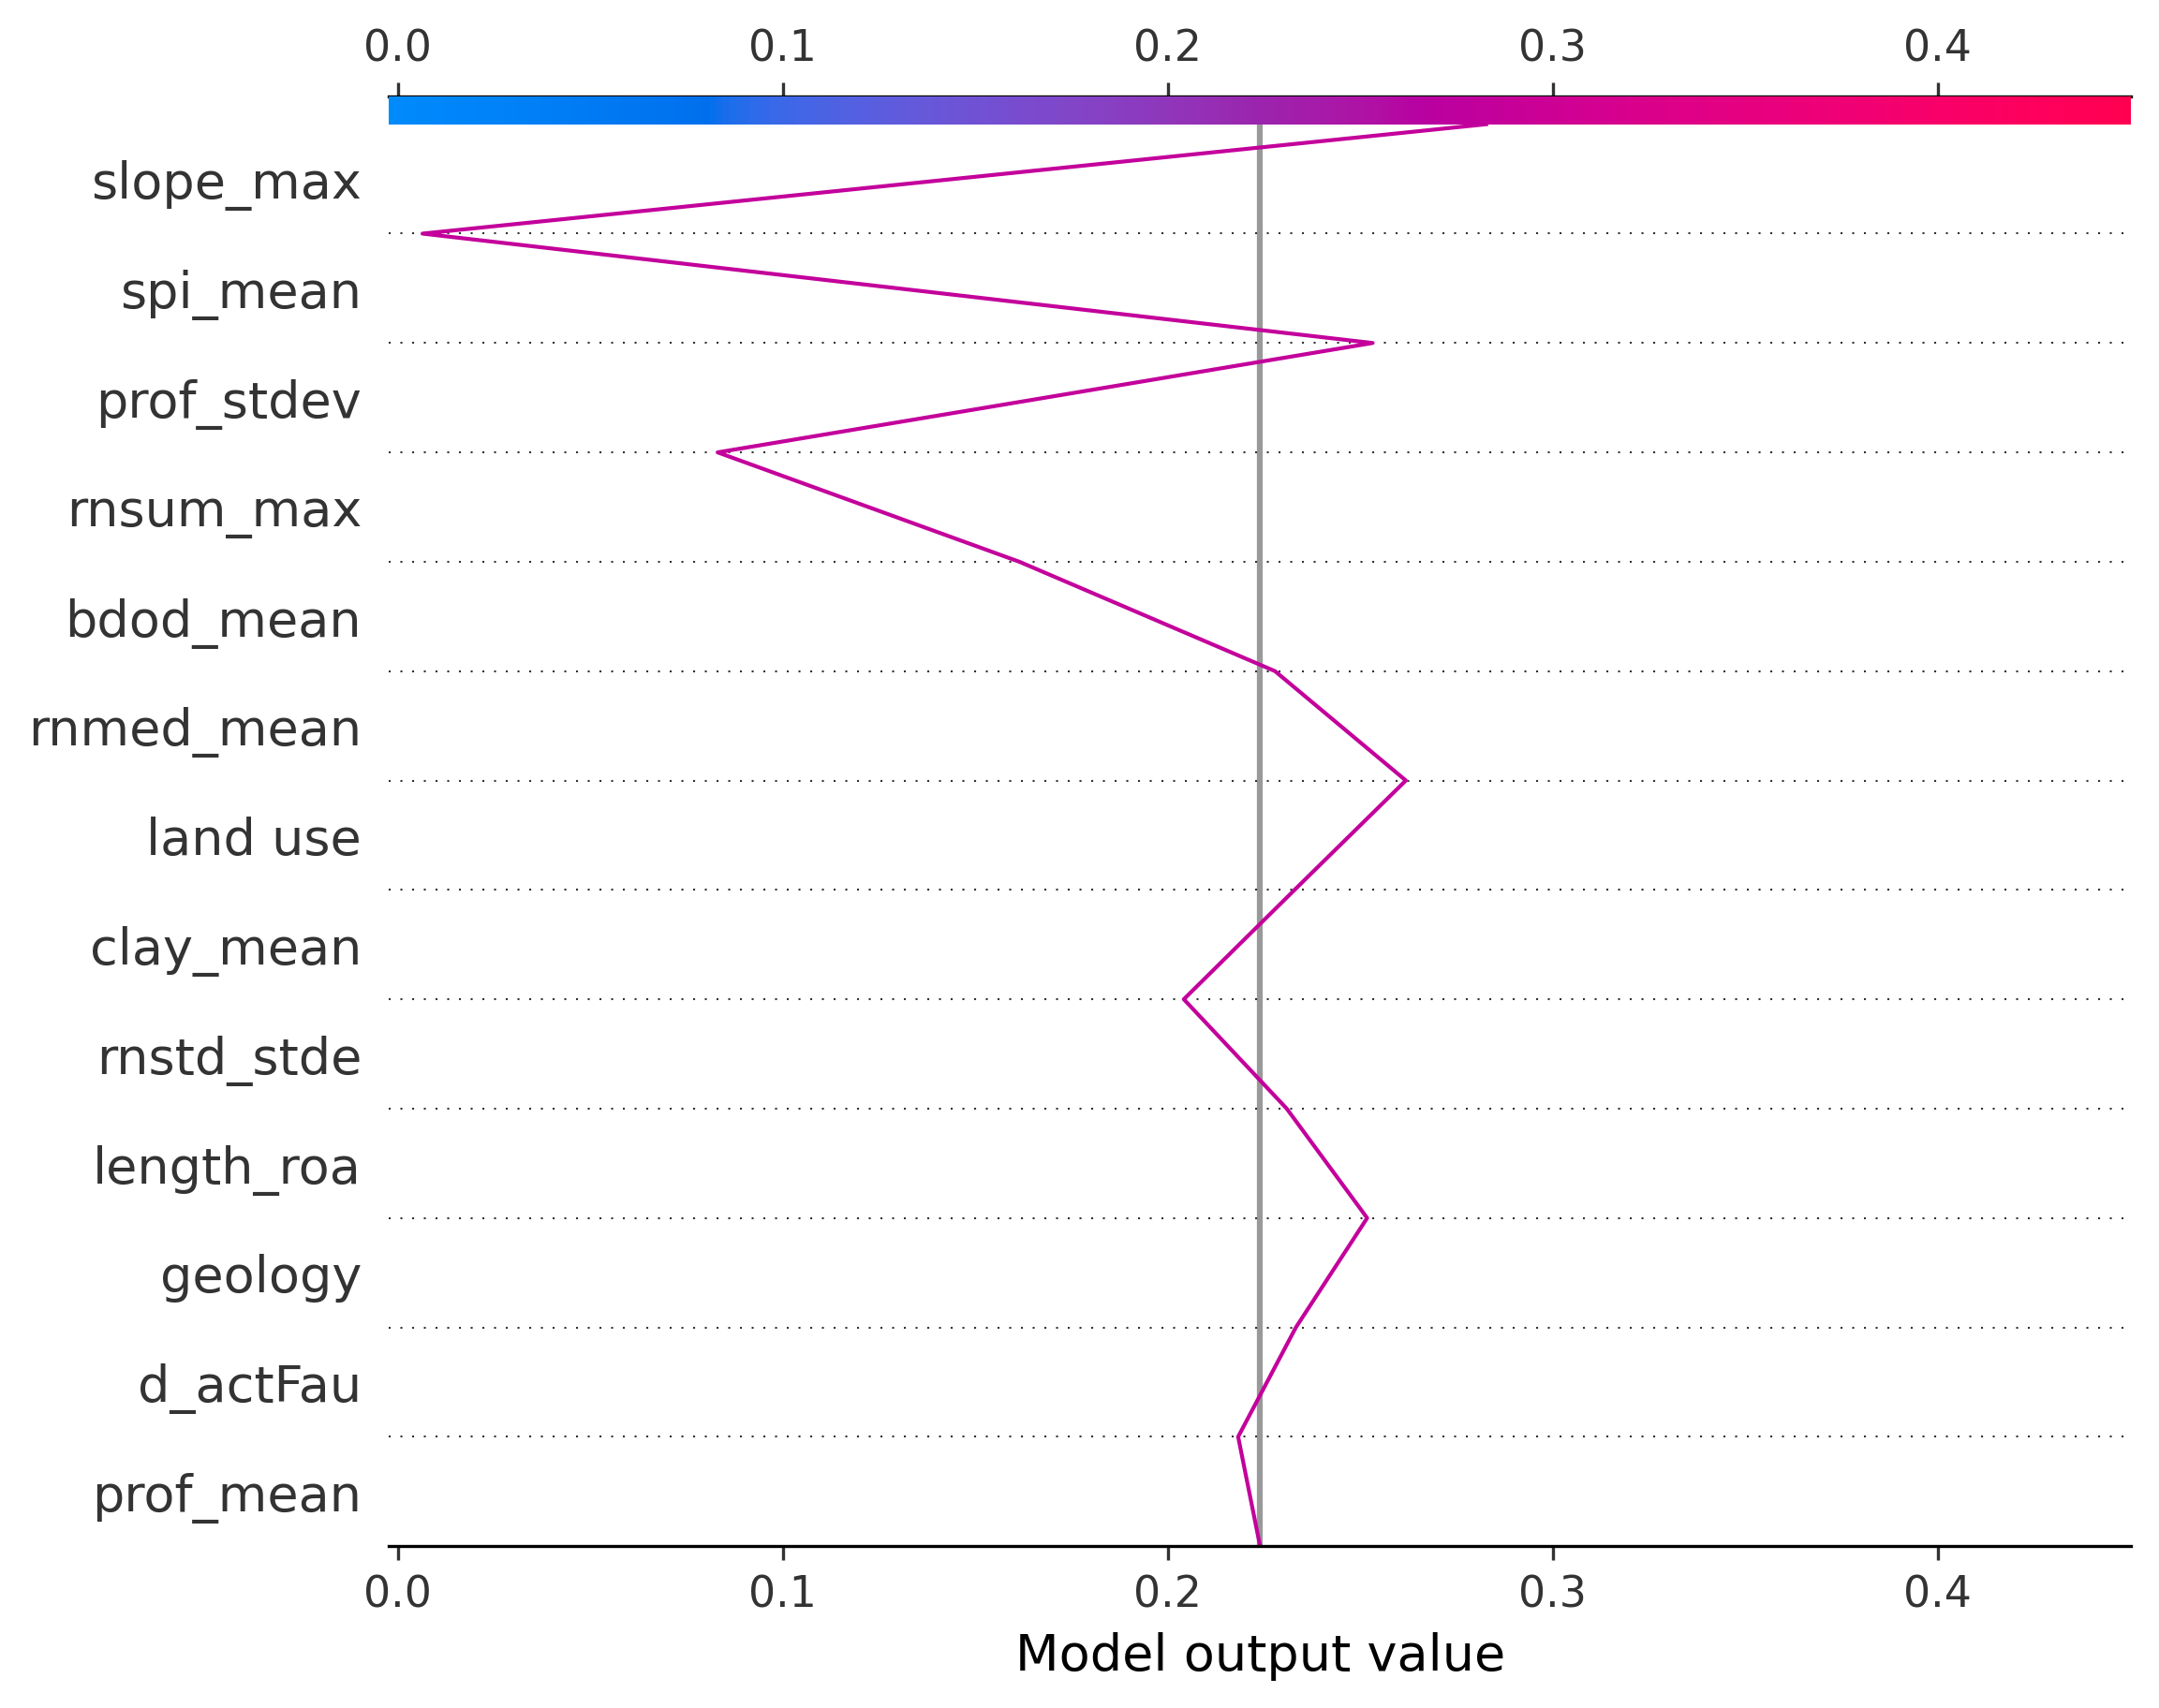 0.0 0.1 0.2 0.3 0.4
slope_max
spi_mean
prof_stdev
rnsum_max
bdod_mean
rnmed_mean
land use
clay_mean
rnstd_stde
length_roa
geology
d_actFau
prof_mean
0.0 0.1 0.2 0.3 0.4
Model output value